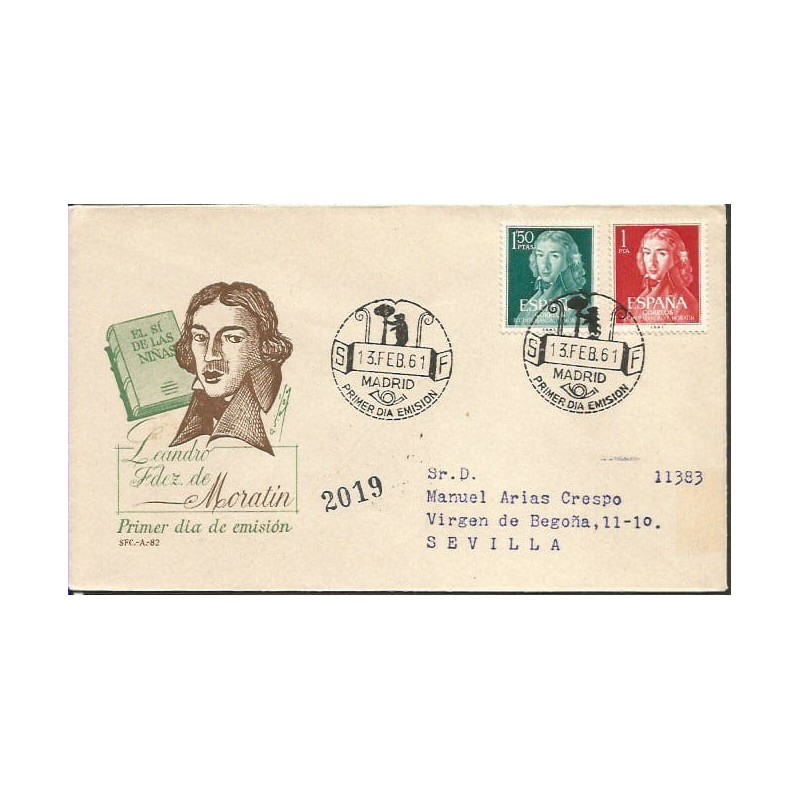 1'50
PTAS.
ESPAÑA
CORREOS
1 PTA
ESPAÑA
CORREOS
EL SÍ
DE LAS
NIÑAS
S F
13.FEB.61
MADRID
PRIMER DIA EMISION
S F
13.FEB.61
MADRID
PRIMER DIA EMISION
Leandro
Fdez. de
Moratín
Primer día de emisión
SFC.-A.-82
2019
Sr.D. 11383
Manuel Arias Crespo
Virgen de Begoña,11-1o.
SEVILLA